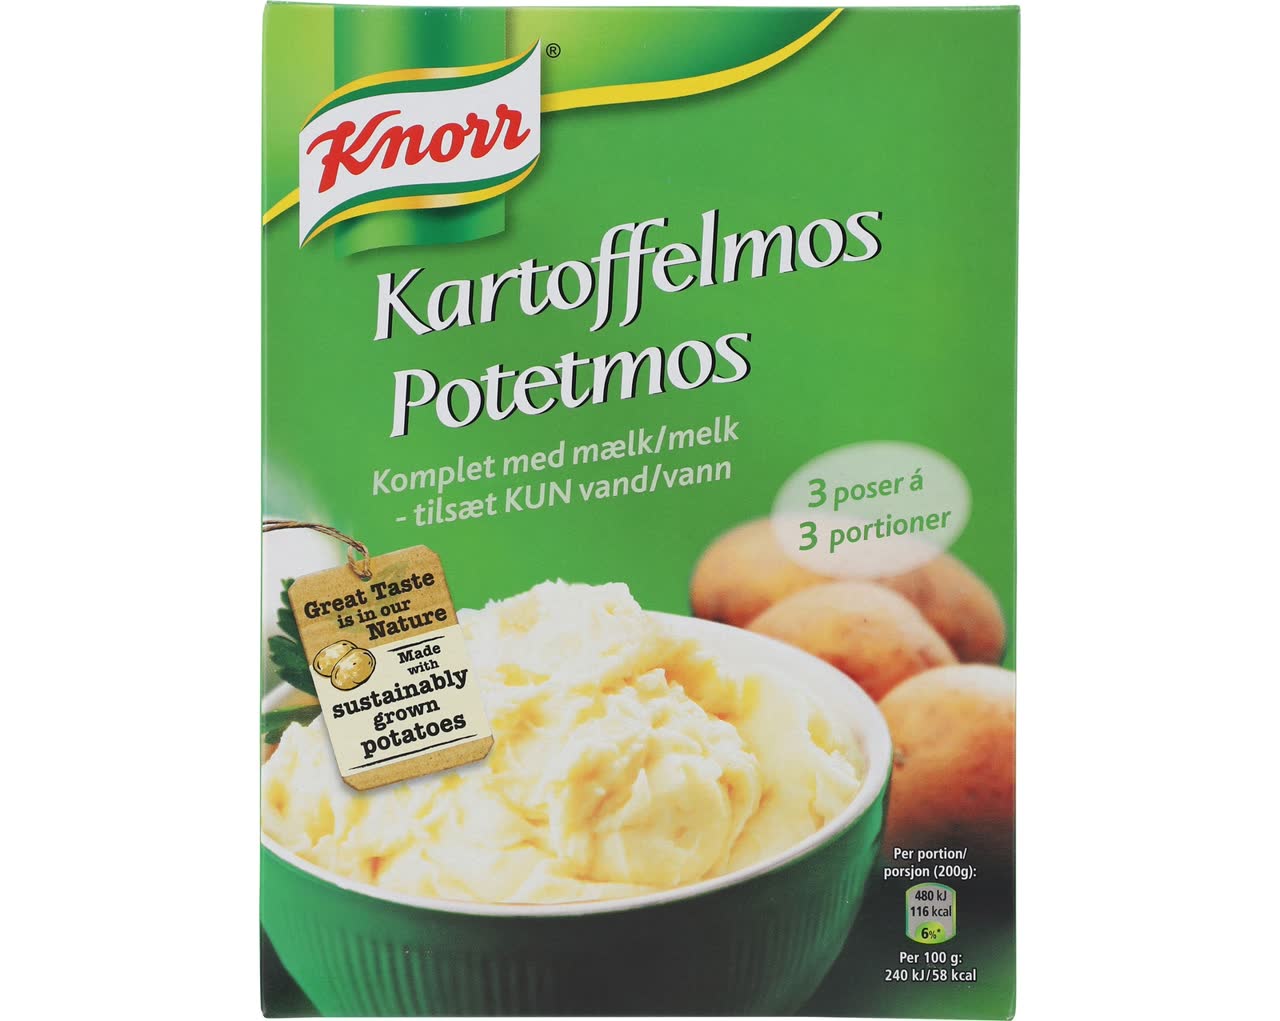 Knorr®
Kartoffelmos
Potetmos
Komplet med mælk/melk
- tilsæt KUN vand/vann
3 poser á
3 portioner
Great Taste
is in our
Nature
Made
with
sustainably
grown
potatoes
Per portion/
porsjon (200g):
480 kJ
116 kcal
6%*
Per 100 g:
240 kJ/58 kcal